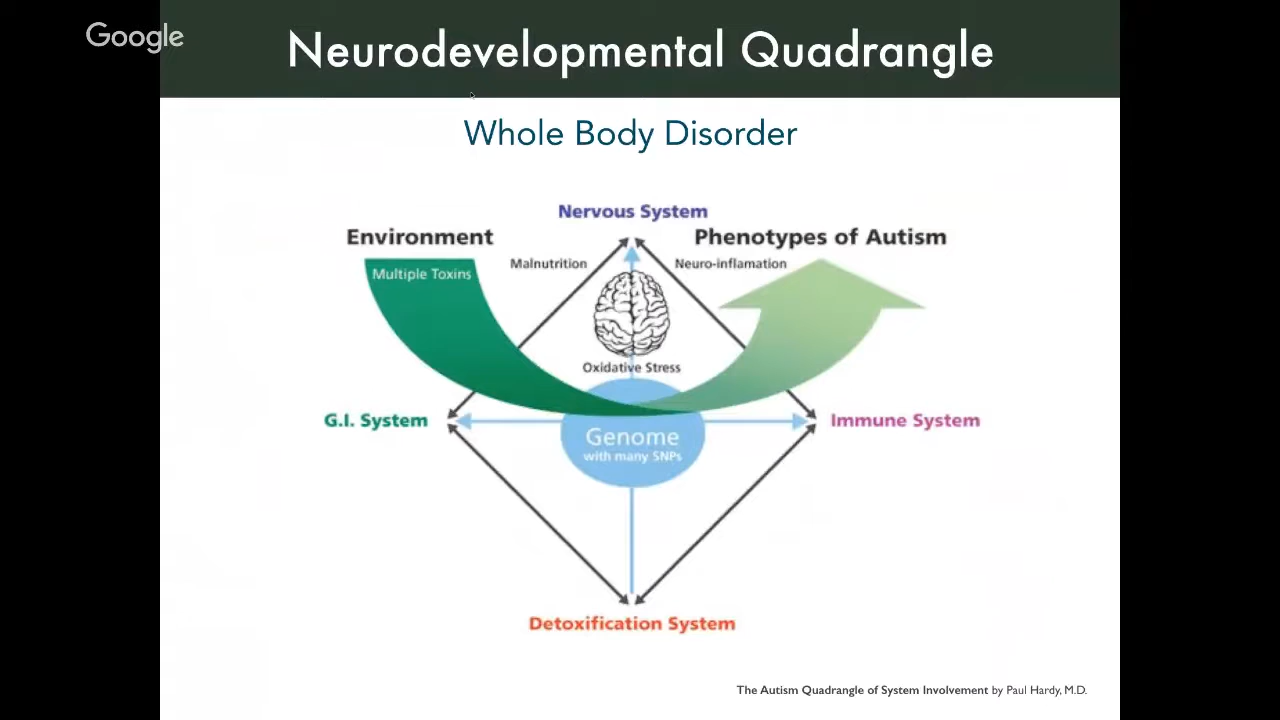 Google
Neurodevelopmental Quadrangle
Whole Body Disorder
Nervous System
Environment
Phenotypes of Autism
Multiple Toxins
Malnutrition
Neuro-inflamation
Oxidative Stress
G.I. System
Immune System
Genome
with many SNPs
Detoxification System
The Autism Quadrangle of System Involvement by Paul Hardy, M.D.